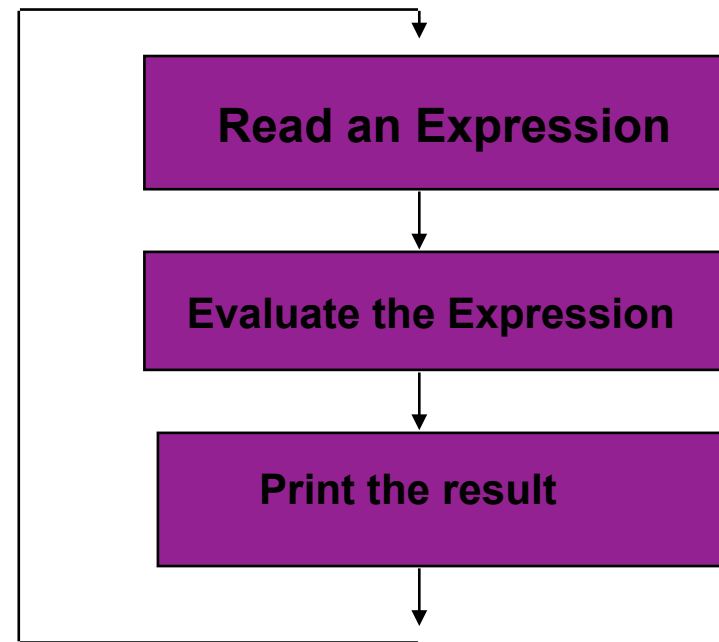 Read an Expression
Evaluate the Expression
Print the result